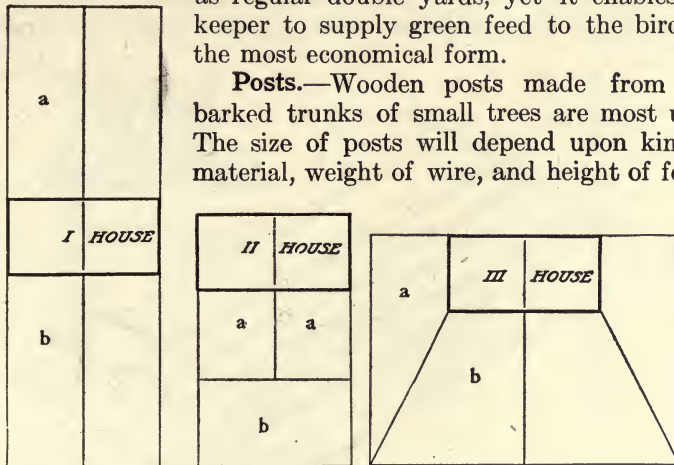 as regular double yards, yet it enables
keeper to supply green feed to the bird
the most economical form.
Posts.—Wooden posts made from
barked trunks of small trees are most u
The size of posts will depend upon kin
material, weight of wire, and height of fe
a
I HOUSE
b
II HOUSE
a a
b
a
III HOUSE
b